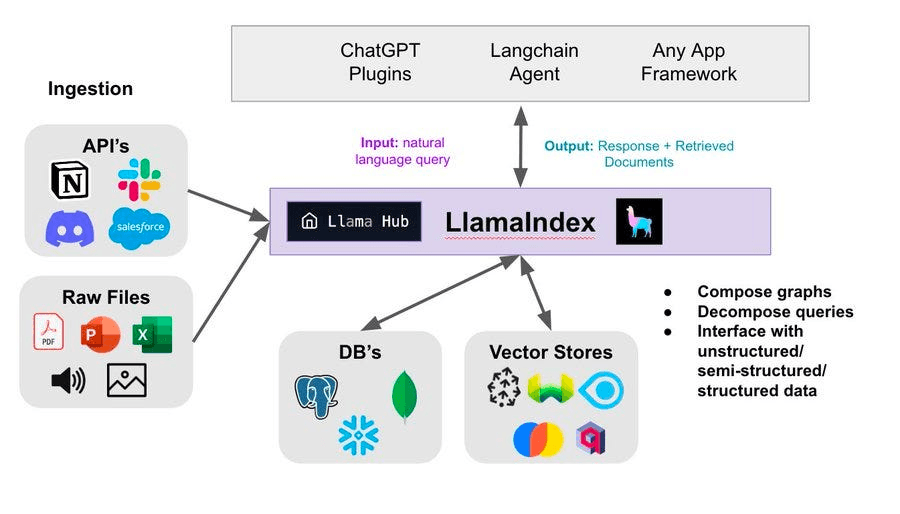 ChatGPT
Plugins
Langchain
Agent
Any App
Framework
Ingestion
API's
N
salesforce
Input: natural
language query
Output: Response + Retrieved
Documents
Llama Hub
LlamaIndex
Raw Files
PDF
P
X
DB's
Vector Stores
● Compose graphs
● Decompose queries
● Interface with
unstructured/
semi-structured/
structured data